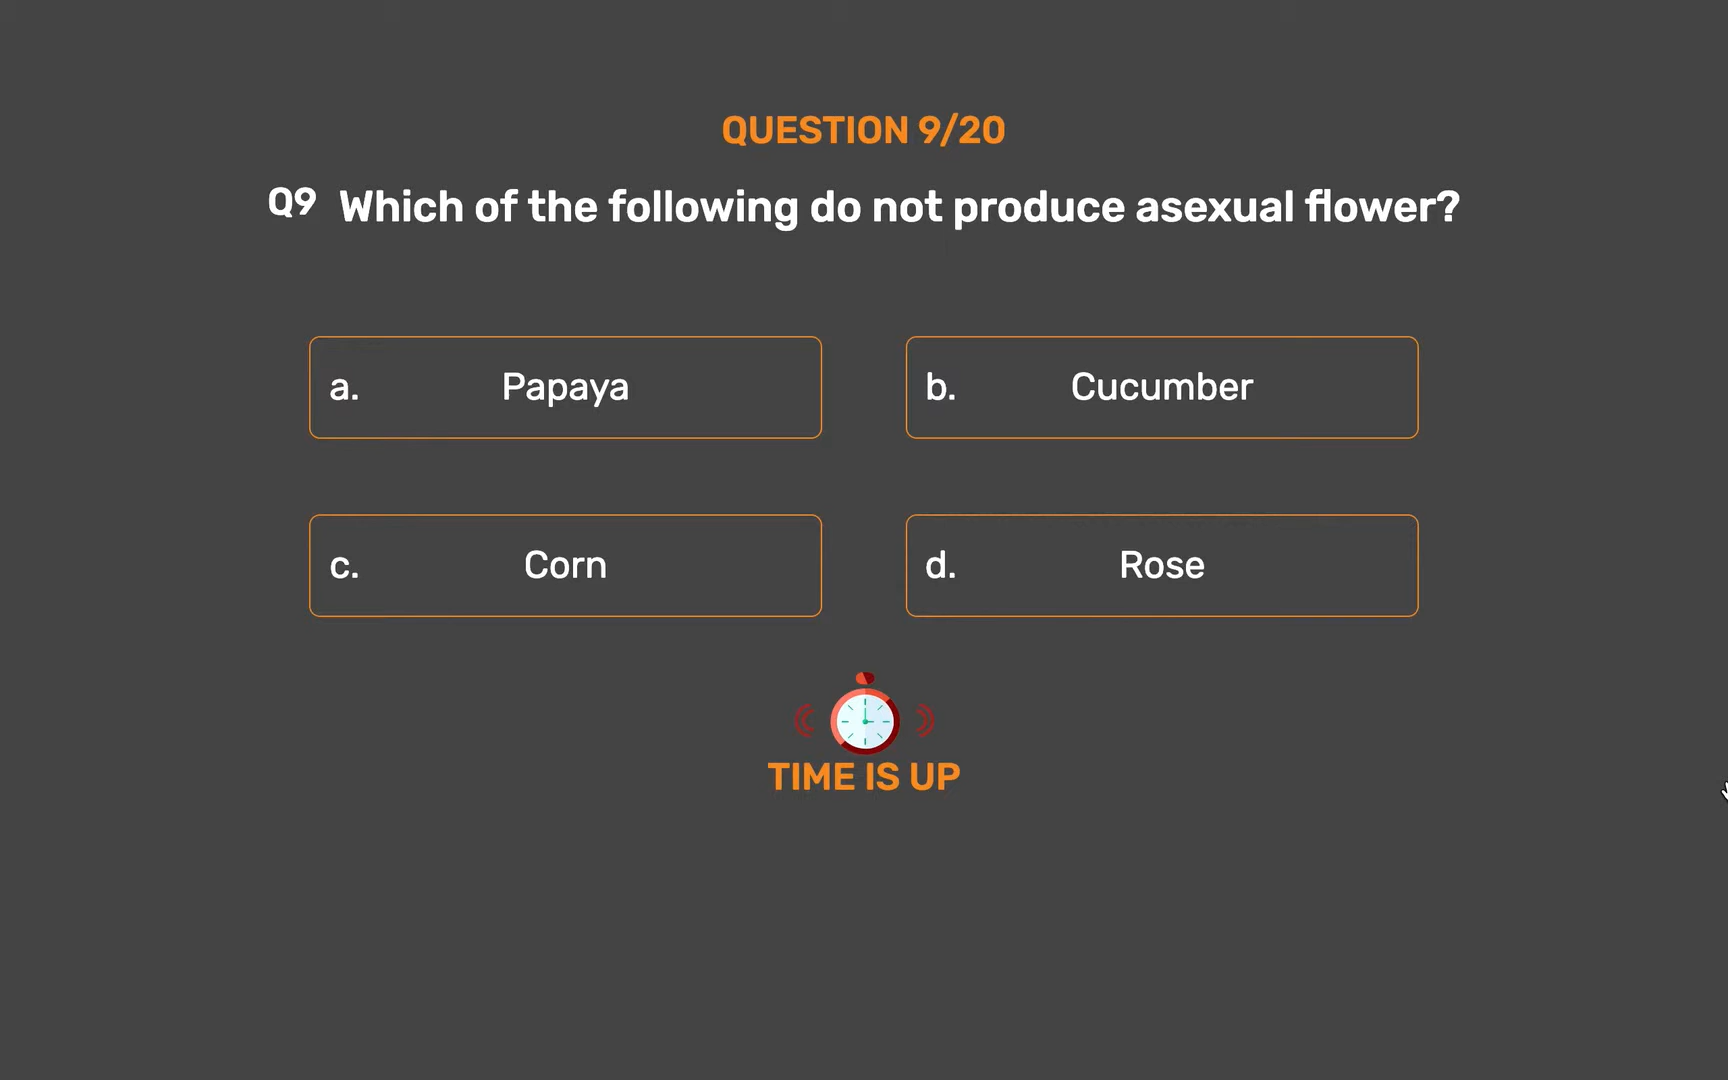 QUESTION 9/20
Q9 Which of the following do not produce asexual flower?
a. Papaya
b. Cucumber
c. Corn
d. Rose
TIME IS UP